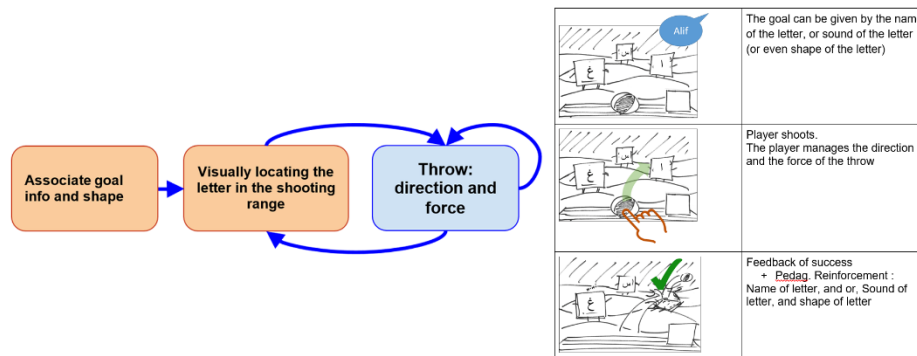 Associate goal
info and shape
Visually locating the
letter in the shooting
range
Throw:
direction and
force
Alif
س
ا
غ
The goal can be given by the nam
of the letter, or sound of the letter
(or even shape of the letter)
ا
غ
Player shoots.
The player manages the direction
and the force of the throw
غ
Feedback of success
+ Pedag. Reinforcement :
Name of letter, and or, Sound of
letter, and shape of letter